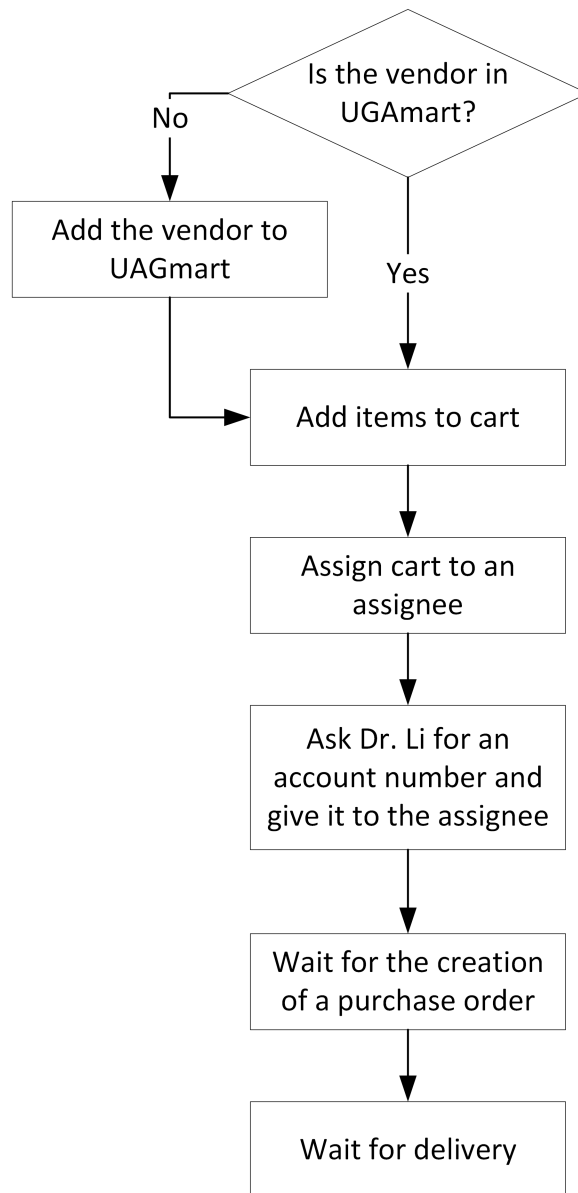 Is the vendor in
UGAmart?
No
Add the vendor to
UAGmart
Yes
Add items to cart
Assign cart to an
assignee
Ask Dr. Li for an
account number and
give it to the assignee
Wait for the creation
of a purchase order
Wait for delivery